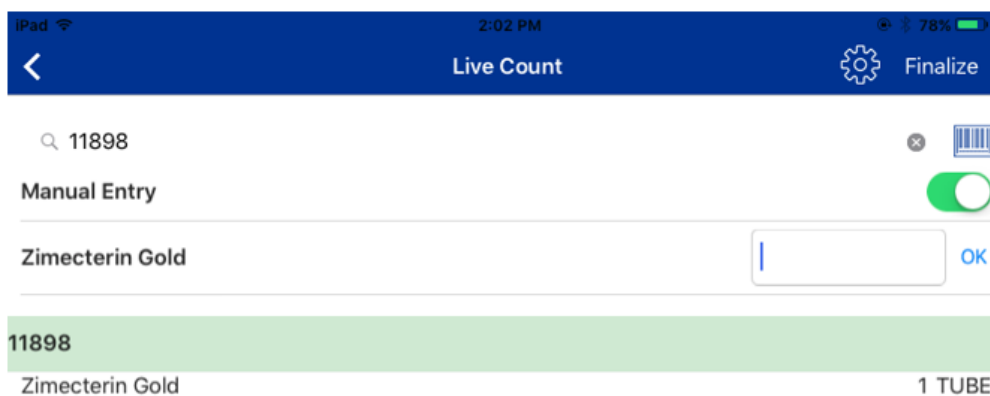 iPad 2:02 PM 78%
Live Count Finalize
11898
Manual Entry
Zimecterin Gold OK
11898
Zimecterin Gold 1 TUBE